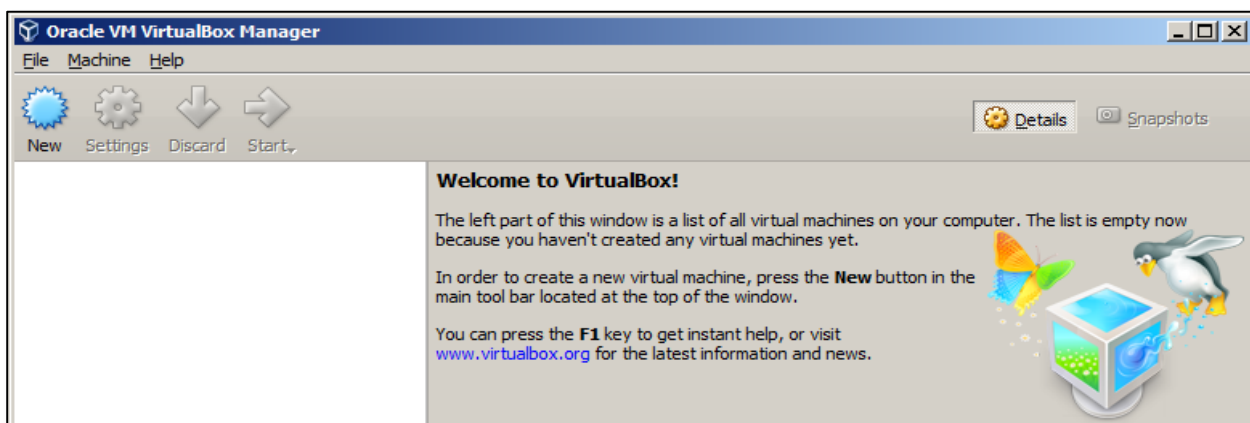 Oracle VM VirtualBox Manager
File Machine Help
New Settings Discard Start
Details Snapshots
Welcome to VirtualBox!
The left part of this window is a list of all virtual machines on your computer. The list is empty now
because you haven't created any virtual machines yet.
In order to create a new virtual machine, press the New button in the
main tool bar located at the top of the window.
You can press the F1 key to get instant help, or visit
www.virtualbox.org for the latest information and news.